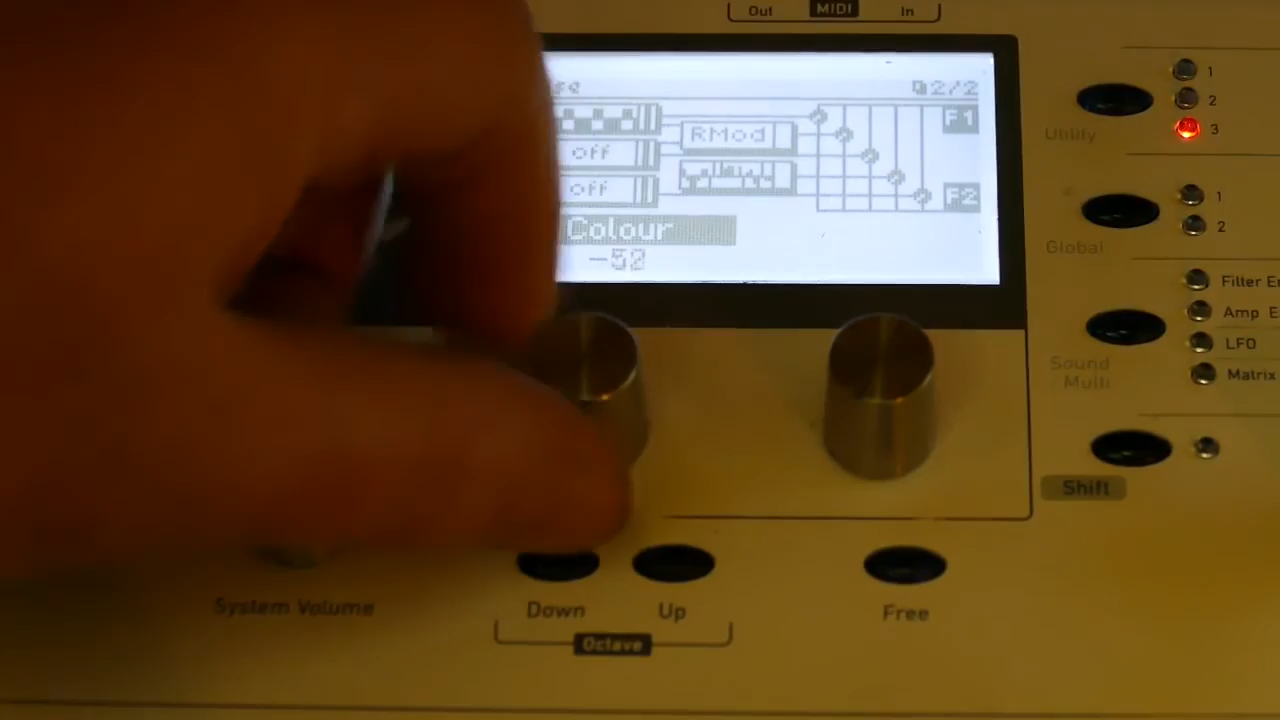 Out MIDI In
2/2
F1
RMod
off
off
F2
Colour
-52
Utility
1
2
3
Global
1
2
Filter
Amp
LFO
Matrix
Sound
Multi
Shift
System Volume
Down
Up
Free
Octave